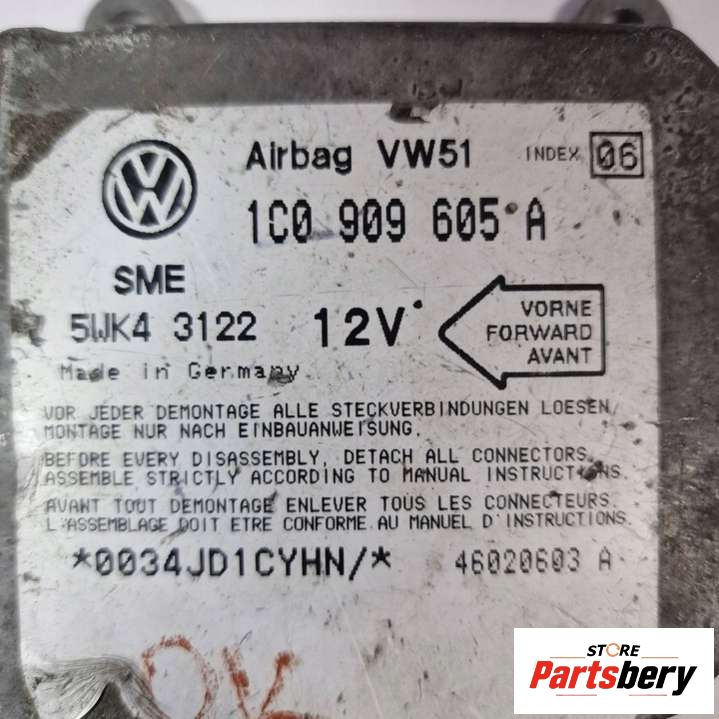 Airbag VW51 INDEX 06
1C0 909 605 A
SME
5WK4 3122 12V
VORNE
FORWARD
AVANT
Made in Germany
VOR JEDER DEMONTAGE ALLE STECKVERBINDUNGEN LOESEN,
MONTAGE NUR NACH EINBAUANWEISUNG.
BEFORE EVERY DISASSEMBLY, DETACH ALL CONNECTORS.
ASSEMBLE STRICTLY ACCORDING TO MANUAL INSTRUCTIONS.
AVANT TOUT DEMONTAGE ENLEVER TOUS LES CONNECTEURS.
L'ASSEMBLAGE DOIT ETRE CONFORME AU MANUEL D'INSTRUCTIONS.
*0034JD1CYHN/* 46020603 A
OK
STORE
Partsbery